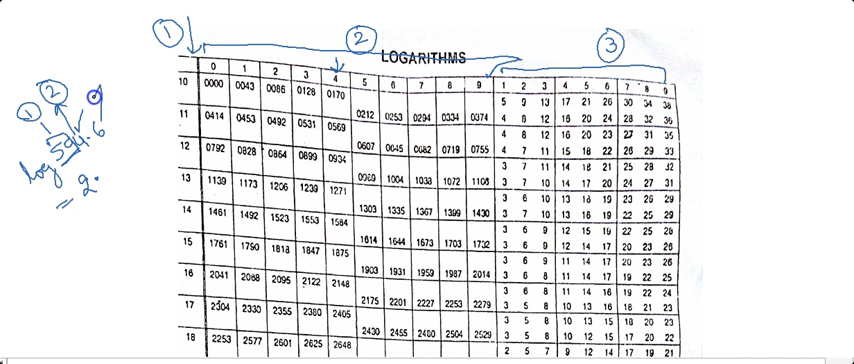 1 2 3
LOGARITHMS
0 1 2 3 4 5 6 7 8 9 1 2 3 4 5 6 7 8 9
10 0000 0043 0086 0128 0170
5 9 13 17 21 26 30 34 38
0212 0253 0294 0334 0374 4 8 12 16 20 24 28 32 36
11 0414 0453 0492 0531 0569
4 8 12 16 20 23 27 31 35
0607 0645 0682 0719 0755 4 7 11 15 18 22 26 29 33
12 0792 0828 0864 0899 0934
3 7 11 14 18 21 25 28 32
0969 1004 1038 1072 1106 3 7 10 14 17 20 24 27 31
13 1139 1173 1206 1239 1271
3 6 10 13 16 19 23 26 29
1303 1335 1367 1399 1430 3 7 10 13 16 19 22 25 29
14 1461 1492 1523 1553 1584
3 6 9 12 15 19 22 25 28
1614 1644 1673 1703 1732 3 6 9 12 14 17 20 23 26
15 1761 1790 1818 1847 1875
3 6 9 11 14 17 20 23 26
1903 1931 1959 1987 2014 3 6 8 11 14 17 19 22 25
16 2041 2068 2095 2122 2148
3 6 8 11 14 16 19 22 24
2175 2201 2227 2253 2279 3 5 8 10 13 16 18 21 23
17 2304 2330 2355 2380 2405
3 5 8 10 13 15 18 20 23
2430 2455 2480 2504 2529 3 5 8 10 12 15 17 20 22
18 2253 2577 2601 2625 2648
2 5 7 9 12 14 17 19 21
1 2
log 594.6
= 2.